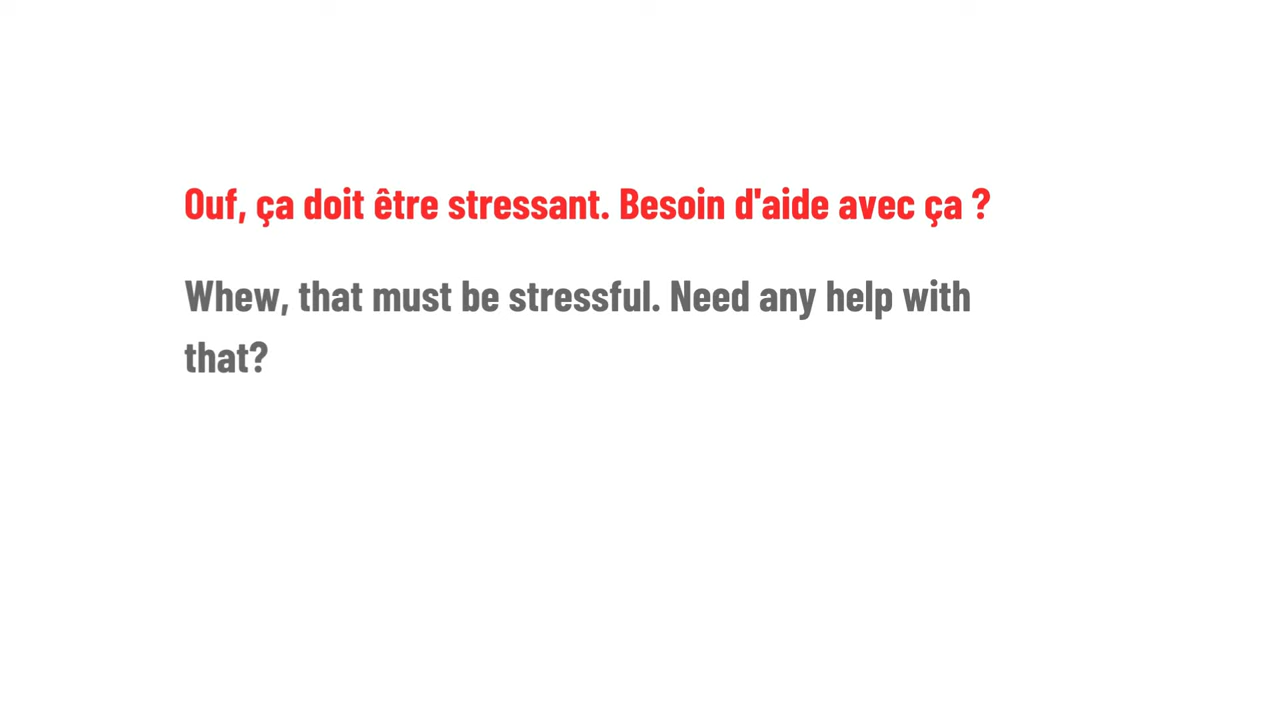 Ouf, ça doit être stressant. Besoin d'aide avec ça ?
Whew, that must be stressful. Need any help with
that?